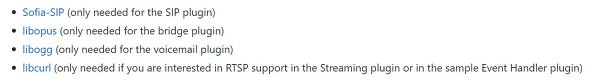 • Sofia-SIP (only needed for the SIP plugin)
• libopus (only needed for the bridge plugin)
• libogg (only needed for the voicemail plugin)
• libcurl (only needed if you are interested in RTSP support in the Streaming plugin or in the sample Event Handler plugin)